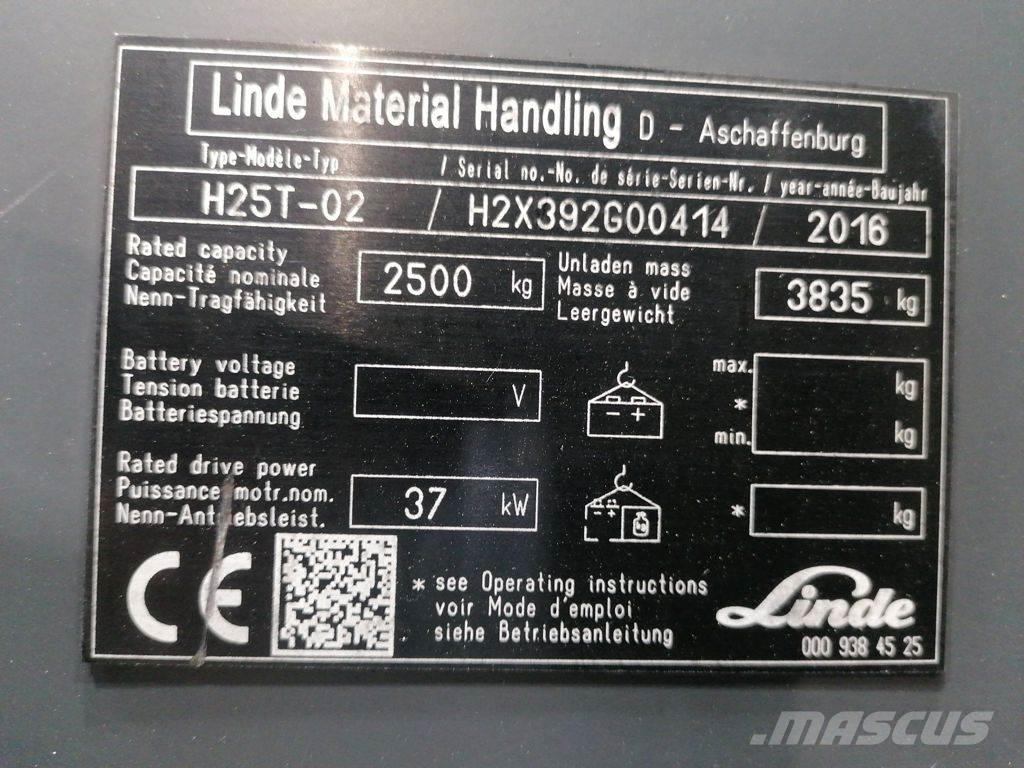 Linde Material Handling D - Aschaffenburg
Type-Modèle-Typ / Serial no.-No. de série-Serien-Nr. / year-année-Baujahr
H25T-02 / H2X392G00414 / 2016
Rated capacity
Capacité nominale
Nenn-Tragfähigkeit
2500 kg
Unladen mass
Masse à vide
Leergewicht
3835 kg
Battery voltage
Tension batterie
Batteriespannung
V
- +
max. kg
*
min. kg
Rated drive power
Puissance motr.nom.
Nenn-Antriebsleist.
37 kW
- +
* kg
CE
* see Operating instructions
voir Mode d'emploi
siehe Betriebsanleitung
Linde
000 938 45 25
.MASCUS